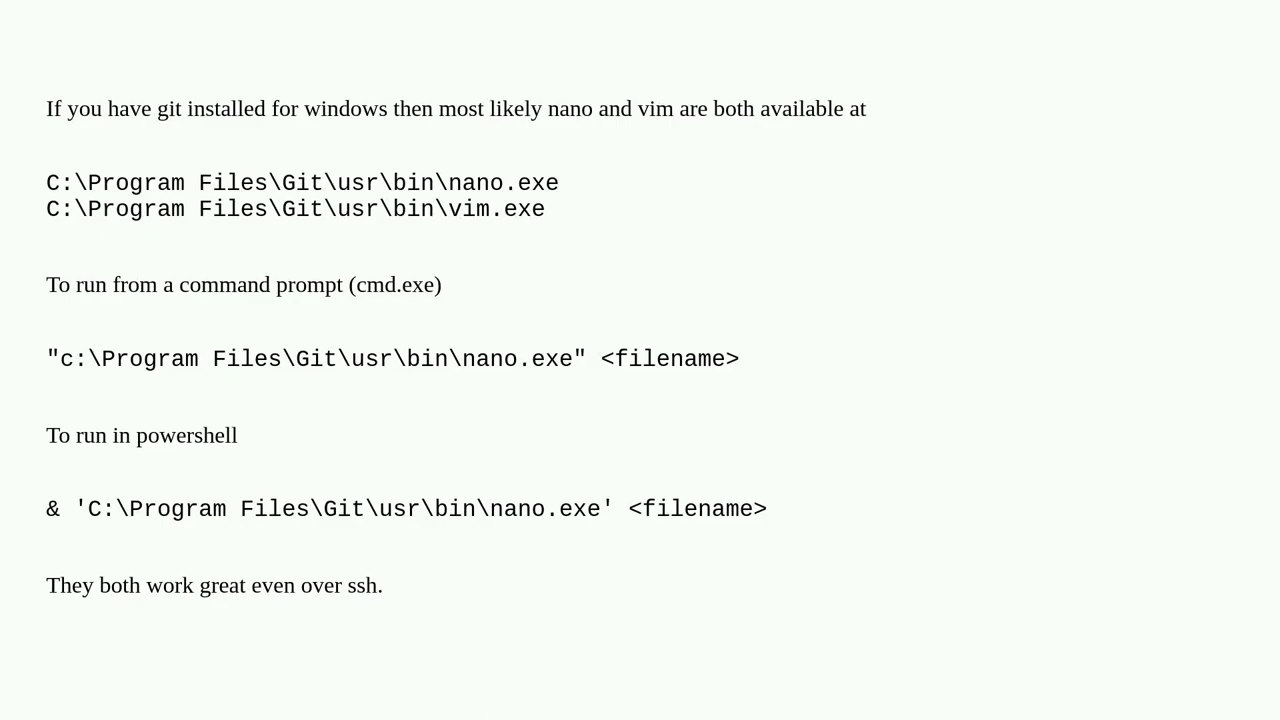 If you have git installed for windows then most likely nano and vim are both available at
C:\Program Files\Git\usr\bin\nano.exe
C:\Program Files\Git\usr\bin\vim.exe
To run from a command prompt (cmd.exe)
"c:\Program Files\Git\usr\bin\nano.exe" <filename>
To run in powershell
& 'C:\Program Files\Git\usr\bin\nano.exe' <filename>
They both work great even over ssh.